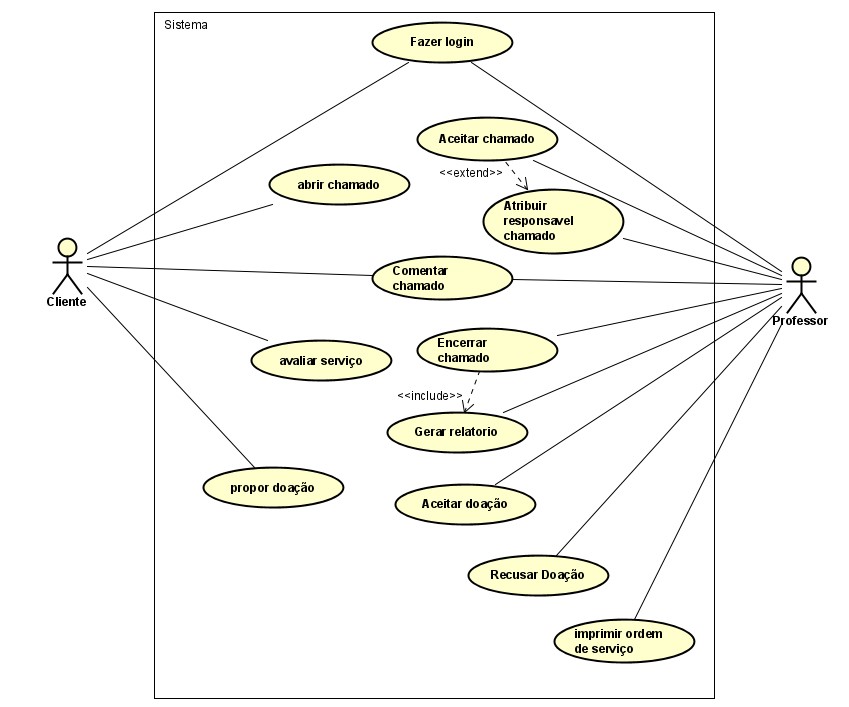 Sistema
Fazer login
Aceitar chamado
<<extend>>
abrir chamado
Atribuir
responsavel
chamado
Comentar
chamado
Cliente
Professor
Encerrar
chamado
avaliar serviço
<<include>>
Gerar relatorio
propor doação
Aceitar doação
Recusar Doação
imprimir ordem
de serviço